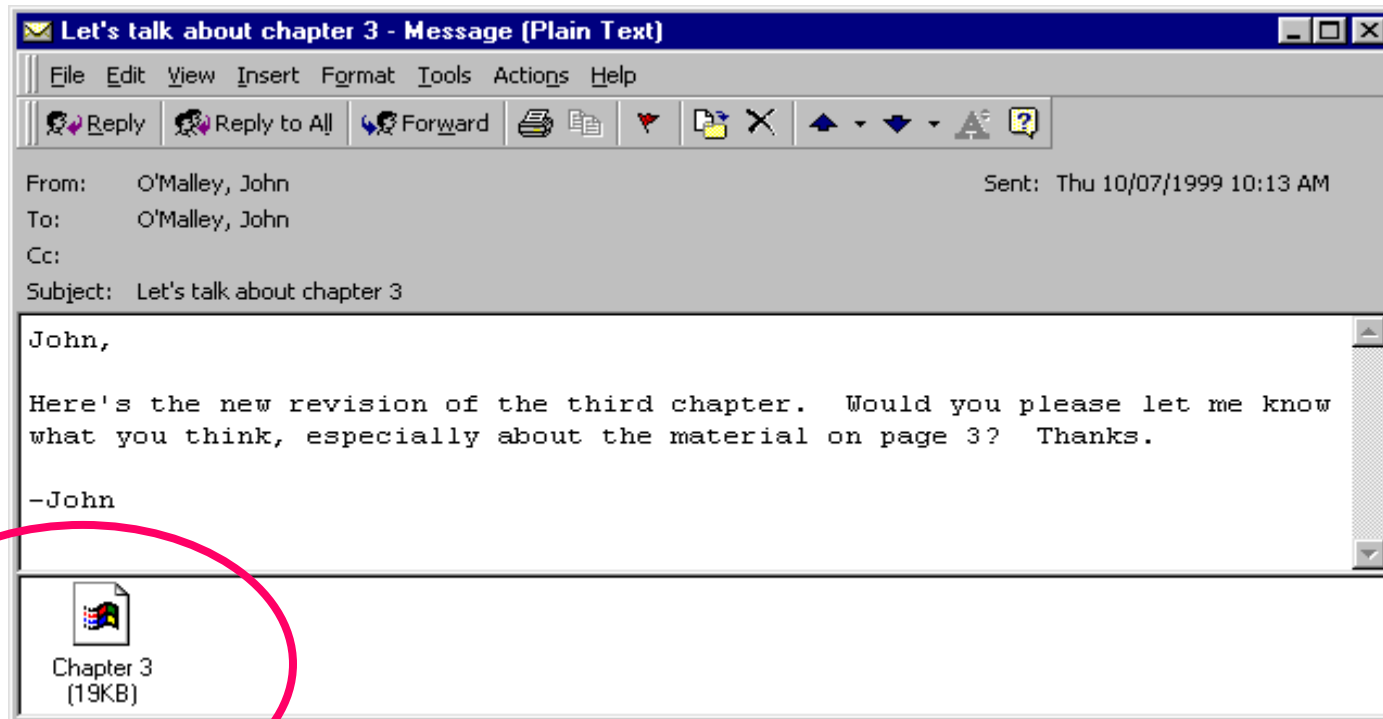 Let's talk about chapter 3 - Message (Plain Text)
File Edit View Insert Format Tools Actions Help
Reply Reply to All Forward
From: O'Malley, John Sent: Thu 10/07/1999 10:13 AM
To: O'Malley, John
Cc:
Subject: Let's talk about chapter 3
John,
Here's the new revision of the third chapter.  Would you please let me know
what you think, especially about the material on page 3?  Thanks.
-John
Chapter 3
(19KB)